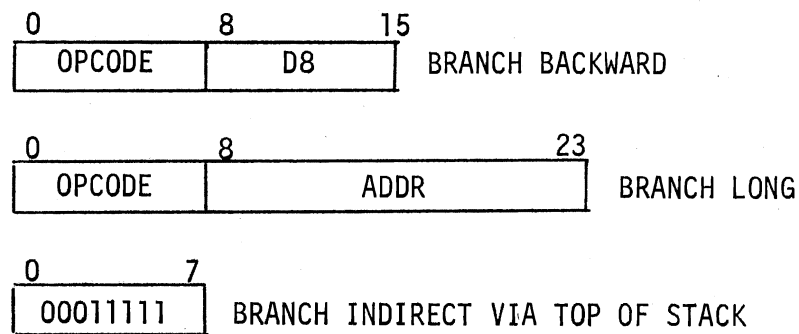 0 8 15
OPCODE D8 BRANCH BACKWARD
0 8 23
OPCODE ADDR BRANCH LONG
0 7
00011111 BRANCH INDIRECT VIA TOP OF STACK